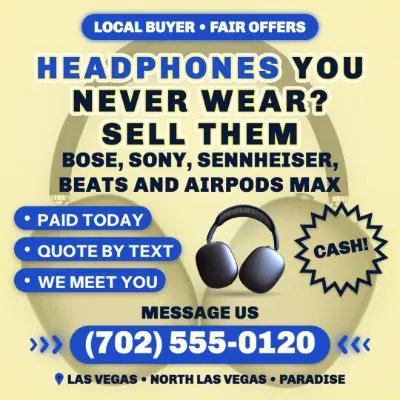 LOCAL BUYER • FAIR OFFERS
HEADPHONES YOU
NEVER WEAR?
SELL THEM
BOSE, SONY, SENNHEISER,
BEATS AND AIRPODS MAX
• PAID TODAY
• QUOTE BY TEXT
• WE MEET YOU
CASH!
MESSAGE US
(702) 555-0120
LAS VEGAS • NORTH LAS VEGAS • PARADISE